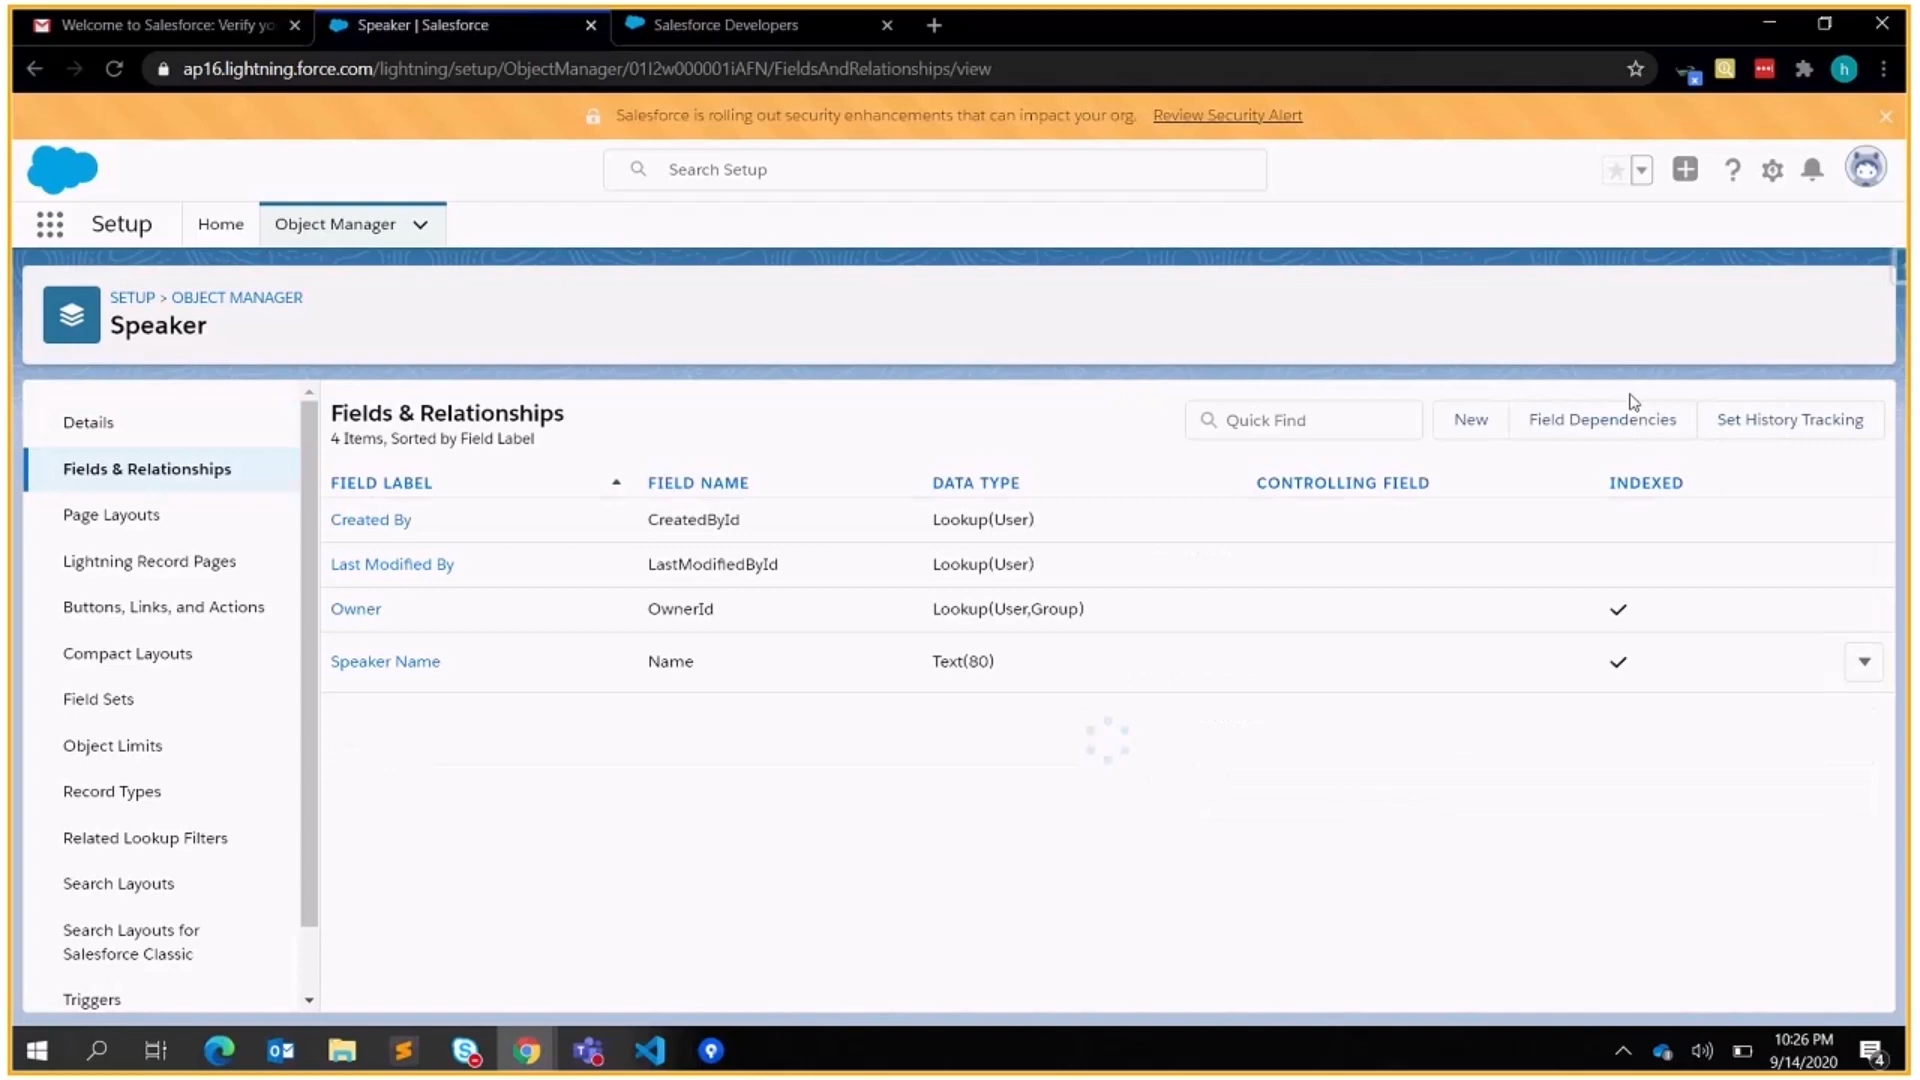 Welcome to Salesforce: Verify yo
Speaker | Salesforce
Salesforce Developers
ap16.lightning.force.com/lightning/setup/ObjectManager/01I2w000001iAFN/FieldsAndRelationships/view
h
Salesforce is rolling out security enhancements that can impact your org. Review Security Alert
Search Setup
Setup
Home
Object Manager
SETUP > OBJECT MANAGER
Speaker
Details
Fields & Relationships
Page Layouts
Lightning Record Pages
Buttons, Links, and Actions
Compact Layouts
Field Sets
Object Limits
Record Types
Related Lookup Filters
Search Layouts
Search Layouts for
Salesforce Classic
Triggers
Fields & Relationships
4 Items, Sorted by Field Label
Quick Find
New
Field Dependencies
Set History Tracking
FIELD LABEL FIELD NAME DATA TYPE CONTROLLING FIELD INDEXED
Created By CreatedById Lookup(User)
Last Modified By LastModifiedById Lookup(User)
Owner OwnerId Lookup(User,Group)
Speaker Name Name Text(80)
10:26 PM
9/14/2020
4